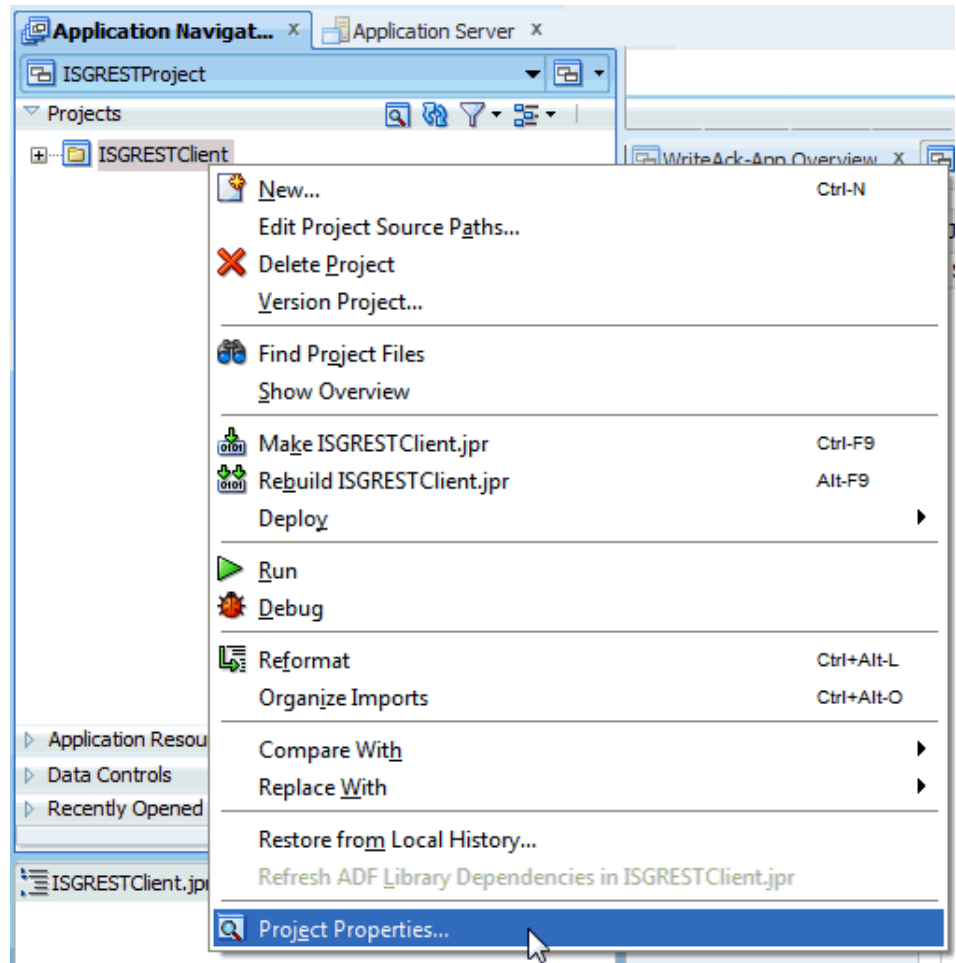 Application Navigat... x
Application Server x
ISGRESTProject
Projects
ISGRESTClient
WriteAck-App Overview X
New... Ctrl-N
Edit Project Source Paths...
Delete Project
Version Project...
Find Project Files
Show Overview
Make ISGRESTClient.jpr Ctrl-F9
Rebuild ISGRESTClient.jpr Alt-F9
Deploy
Run
Debug
Reformat Ctrl+Alt-L
Organize Imports Ctrl+Alt-O
Application Resou
Compare With
Data Controls
Replace With
Recently Opened
Restore from Local History...
ISGRESTClient.jp
Refresh ADF Library Dependencies in ISGRESTClient.jpr
Project Properties...